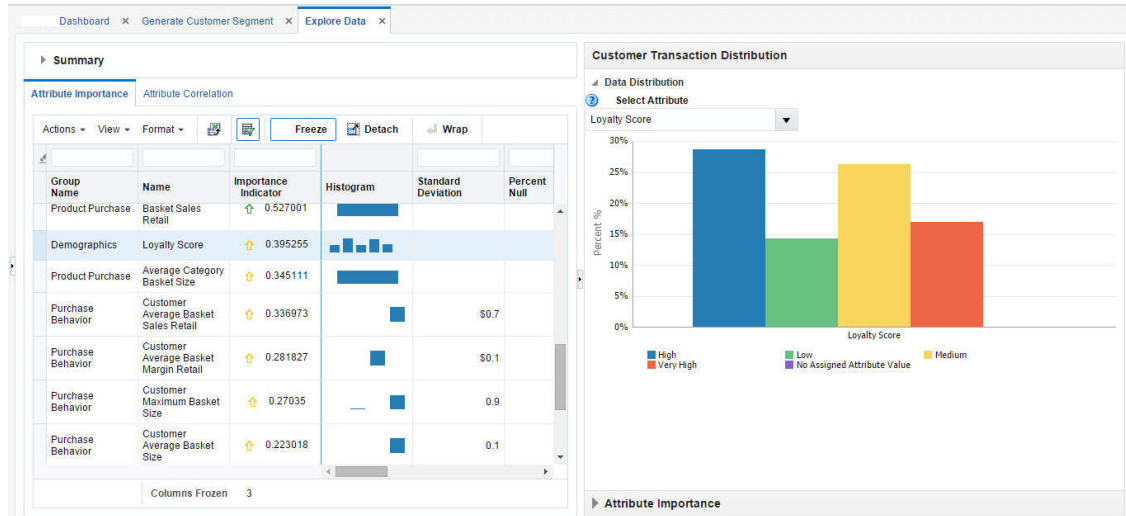 Dashboard × Generate Customer Segment × Explore Data ×
Summary
Attribute Importance Attribute Correlation
Actions View Format Freeze Detach Wrap
Group Name Name Importance Indicator Histogram Standard Deviation Percent Null
Product Purchase Basket Sales Retail 0.527001
Demographics Loyalty Score 0.395255
Product Purchase Average Category Basket Size 0.345111
Purchase Behavior Customer Average Basket Sales Retail 0.336973 $0.7
Purchase Behavior Customer Average Basket Margin Retail 0.281827 $0.1
Purchase Behavior Customer Maximum Basket Size 0.27035 0.9
Purchase Behavior Customer Average Basket Size 0.223018 0.1
Columns Frozen 3
Customer Transaction Distribution
Data Distribution
? Select Attribute
Loyalty Score
30%
25%
20%
15%
10%
5%
0%
Percent %
Loyalty Score
High Low Medium
Very High No Assigned Attribute Value
Attribute Importance